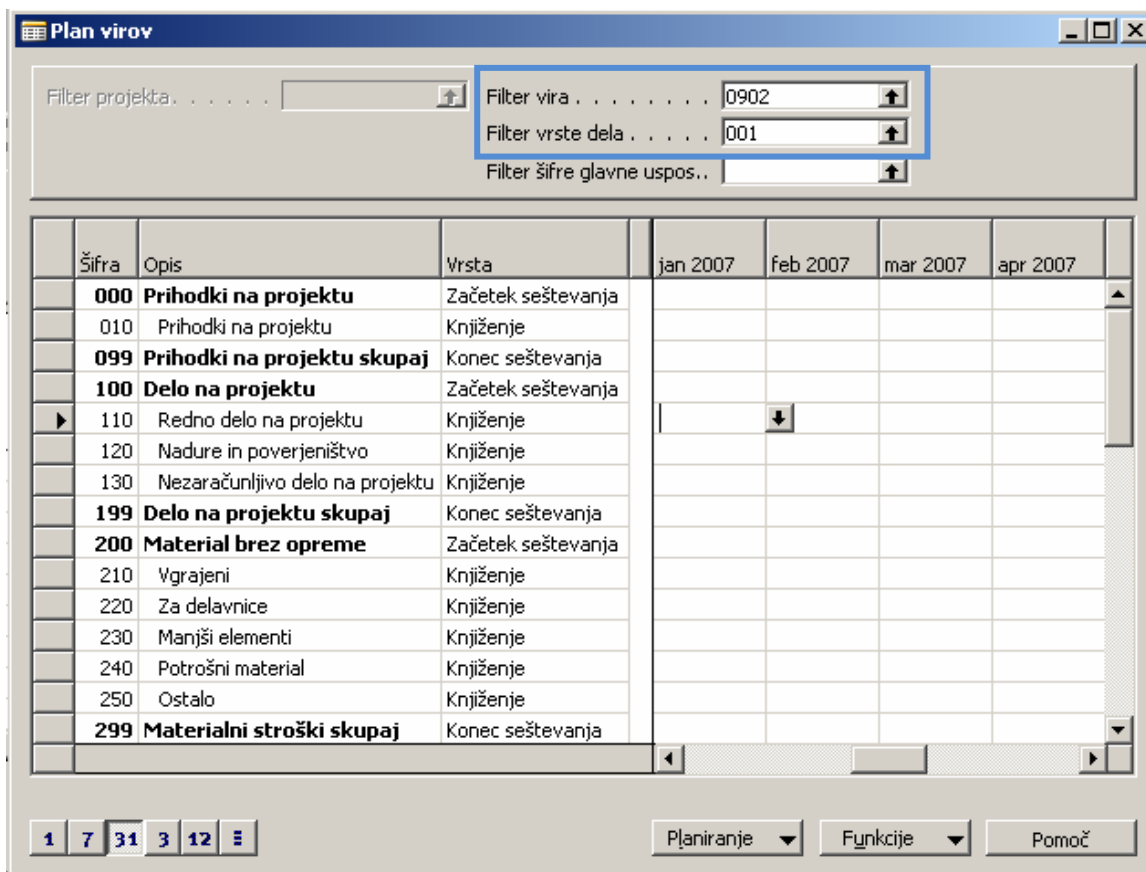 Plan virov
Filter projekta. . . . . .
Filter vira . . . . . . . . 0902
Filter vrste dela . . . . . 001
Filter šifre glavne uspos..
Šifra Opis Vrsta jan 2007 feb 2007 mar 2007 apr 2007
000 Prihodki na projektu Začetek seštevanja
010 Prihodki na projektu Knjiženje
099 Prihodki na projektu skupaj Konec seštevanja
100 Delo na projektu Začetek seštevanja
110 Redno delo na projektu Knjiženje
120 Nadure in poverjeništvo Knjiženje
130 Nezaračunljivo delo na projektu Knjiženje
199 Delo na projektu skupaj Konec seštevanja
200 Material brez opreme Začetek seštevanja
210 Vgrajeni Knjiženje
220 Za delavnice Knjiženje
230 Manjši elementi Knjiženje
240 Potrošni material Knjiženje
250 Ostalo Knjiženje
299 Materialni stroški skupaj Konec seštevanja
1 7 31 3 12 Planiranje Funkcije Pomoč